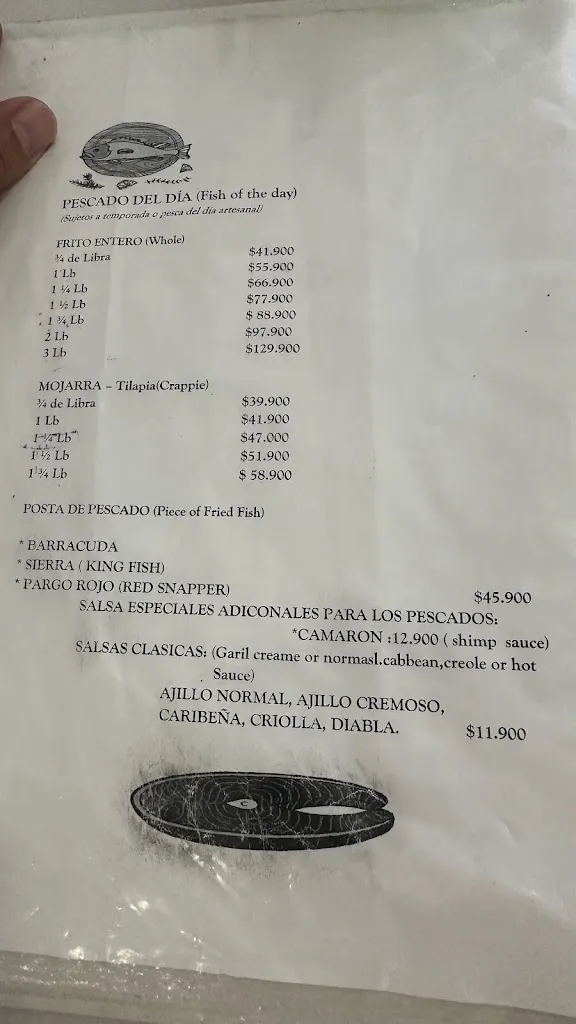 PESCADO DEL DÍA (Fish of the day)
(Sujetos a temporada o pesca del dia artesanal)
FRITO ENTERO (Whole)
¾ de Libra $41.900
1 Lb $55.900
1 ¼ Lb $66.900
1 ½ Lb $77.900
1 ¾ Lb $ 88.900
2 Lb $97.900
3 Lb $129.900
MOJARRA – Tilapia(Crappie)
¾ de Libra $39.900
1 Lb $41.900
1 ¼ Lb $47.000
1 ½ Lb $51.900
1 ¾ Lb $ 58.900
POSTA DE PESCADO (Piece of Fried Fish)
* BARRACUDA
* SIERRA ( KING FISH)
* PARGO ROJO (RED SNAPPER) $45.900
SALSA ESPECIALES ADICONALES PARA LOS PESCADOS:
*CAMARON :12.900 ( shimp sauce)
SALSAS CLASICAS: (Garil creame or normasl.cabbean,creole or hot
Sauce)
AJILLO NORMAL, AJILLO CREMOSO,
CARIBEÑA, CRIOLLA, DIABLA. $11.900